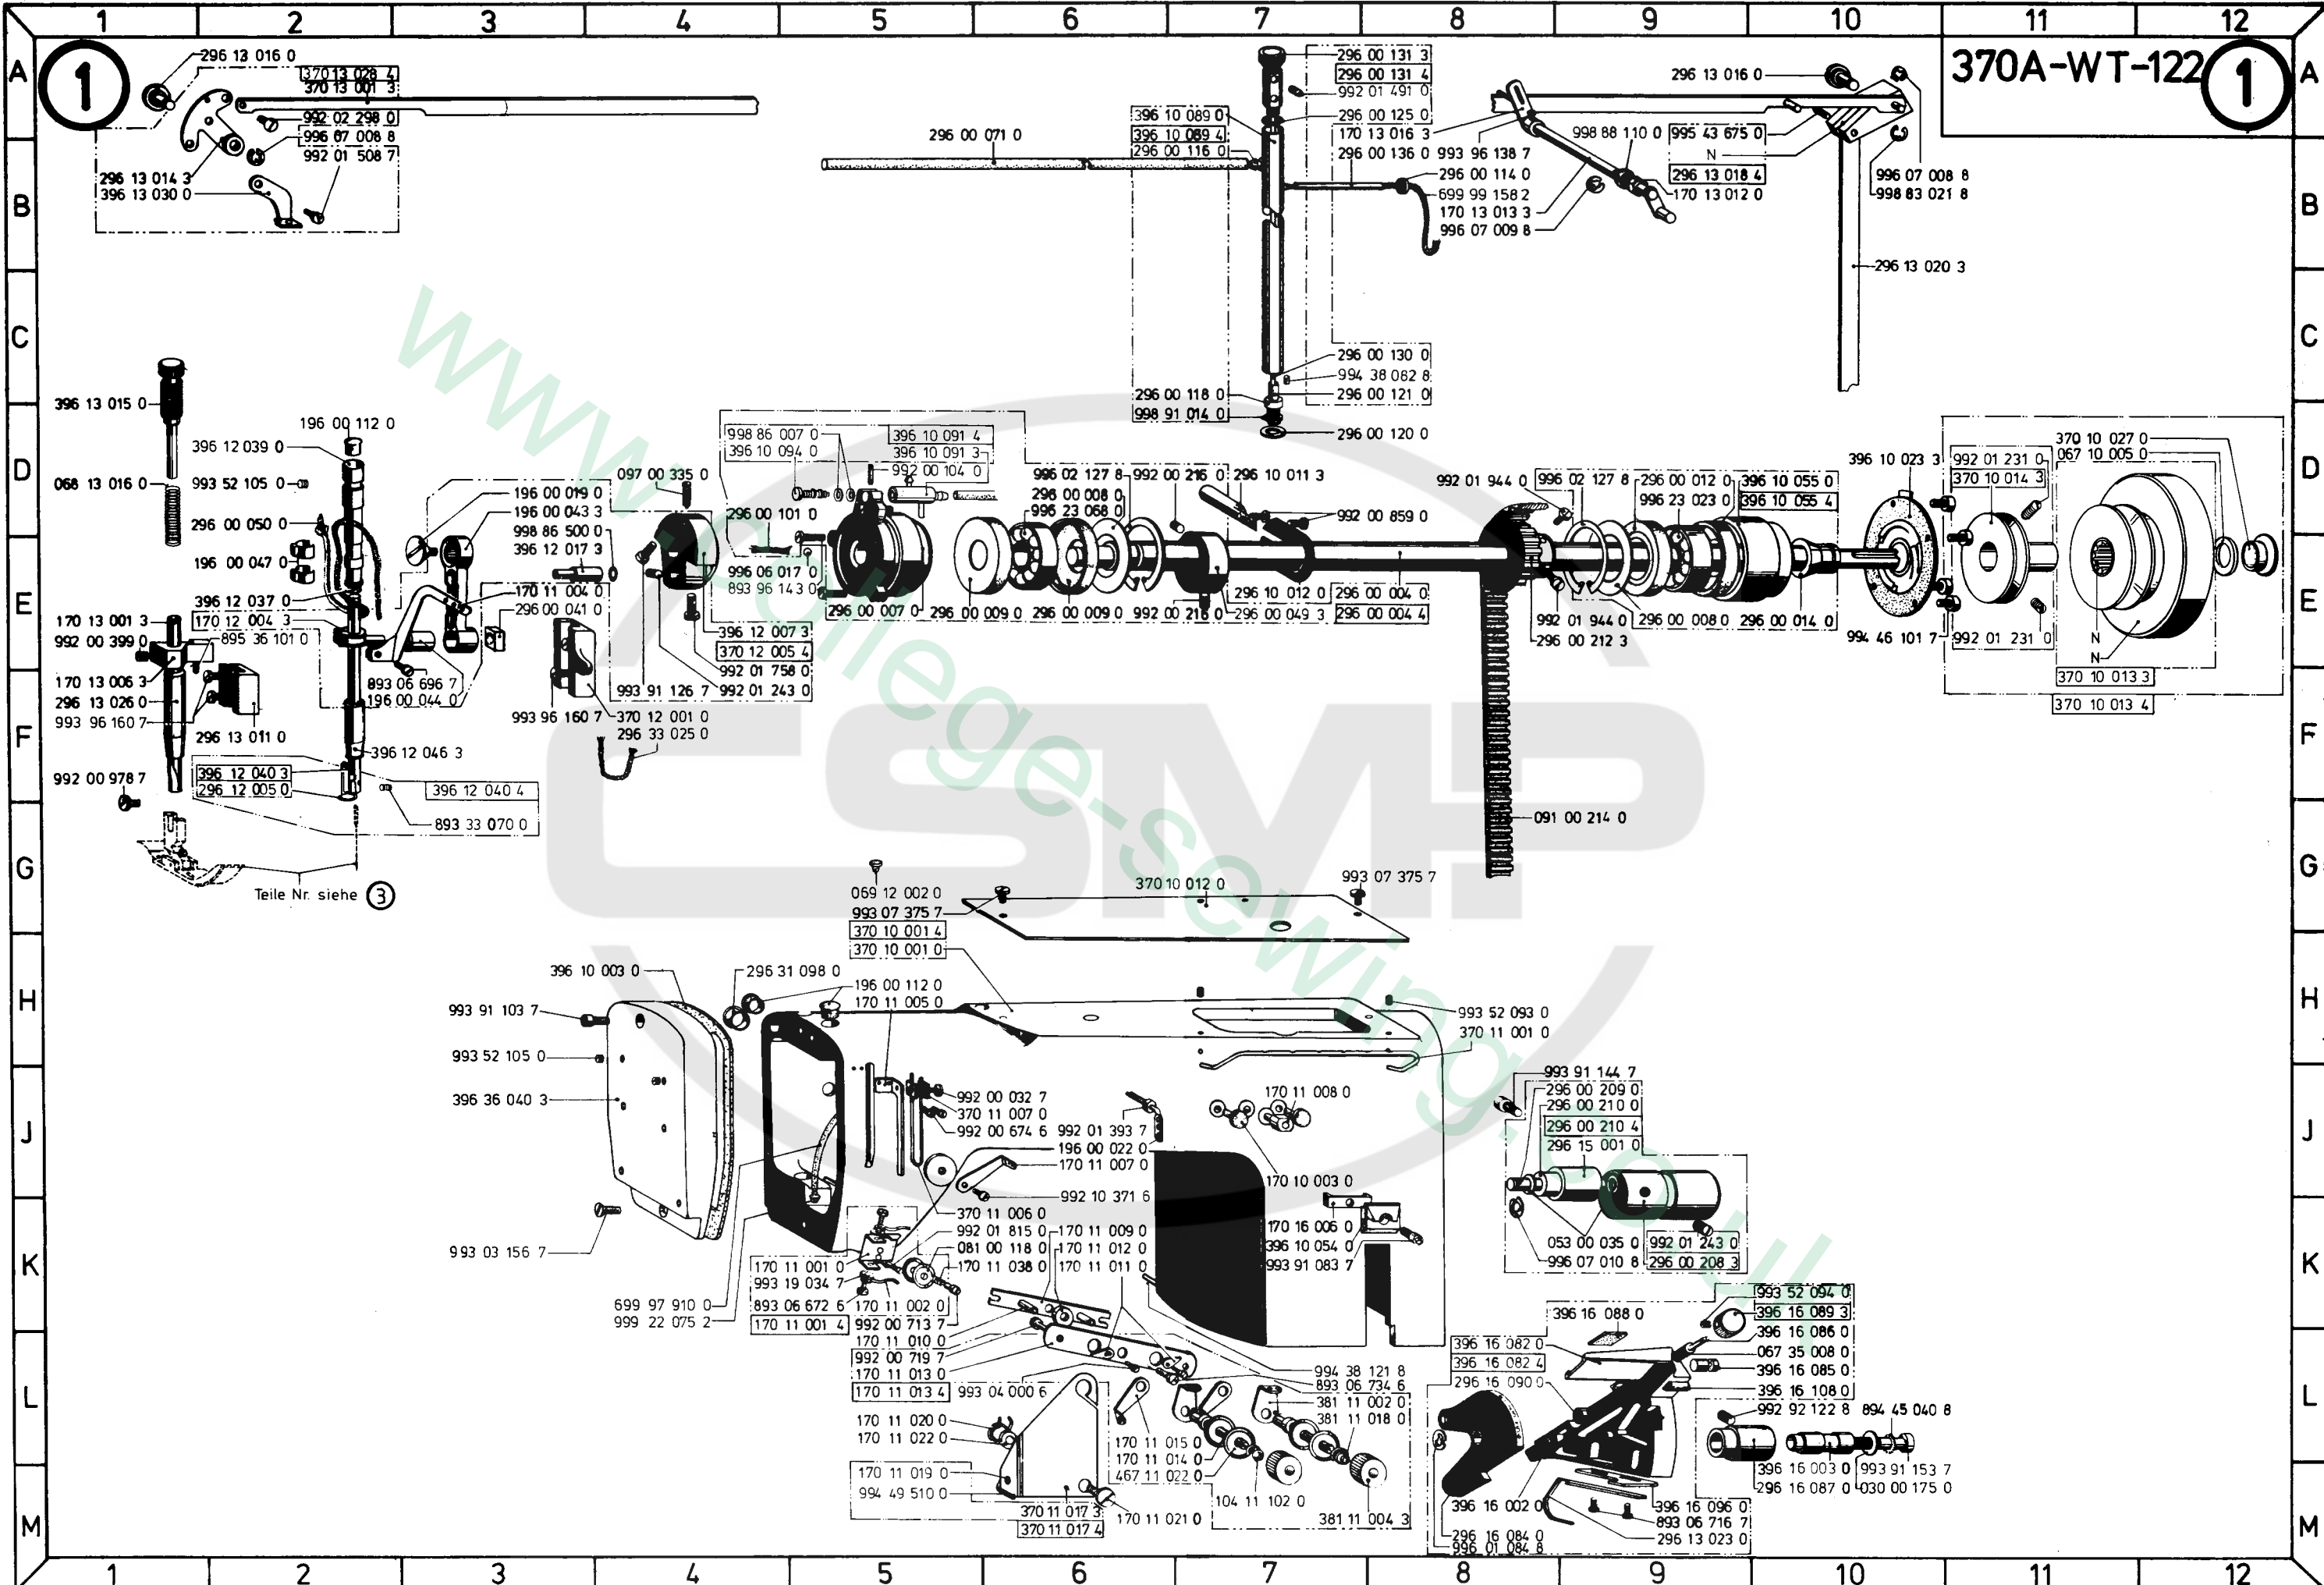 1 2 3 4 5 6 7 8 9 10 11 12
A B C D E F G H J K L M
1
370A-WT-122
1
296 13 016 0
370 13 028 4
370 13 001 3
992 02 298 0
996 07 008 8
992 01 508 7
296 13 014 3
396 13 030 0
296 00 071 0
396 10 089 0
396 10 089 4
296 00 116 0
296 00 131 3
296 00 131 4
992 01 491 0
296 00 125 0
170 13 016 3
296 00 136 0
993 96 138 7
296 00 114 0
699 99 158 2
170 13 013 3
996 07 009 8
998 88 110 0
296 13 016 0
995 43 675 0
N
296 13 018 4
170 13 012 0
996 07 008 8
998 83 021 8
296 13 020 3
296 00 130 0
994 38 082 8
296 00 121 0
296 00 118 0
998 91 014 0
296 00 120 0
396 13 015 0
068 13 016 0
196 00 112 0
396 12 039 0
993 52 105 0
296 00 050 0
196 00 047 0
396 12 037 0
170 12 004 3
895 36 101 0
170 13 001 3
992 00 399 0
170 13 006 3
296 13 026 0
993 96 160 7
296 13 011 0
992 00 978 7
196 00 019 0
196 00 043 3
998 86 500 0
396 12 017 3
170 11 004 0
296 00 041 0
893 06 696 7
196 00 044 0
396 12 046 3
396 12 040 3
296 12 005 0
396 12 040 4
893 33 070 0
Teile Nr. siehe 3
097 00 335 0
998 86 007 0
396 10 094 0
396 10 091 4
396 10 091 3
992 00 104 0
296 00 101 0
996 06 017 0
893 96 143 0
296 00 007 0
396 12 007 3
370 12 005 4
992 01 758 0
992 01 243 0
993 91 126 7
993 96 160 7
370 12 001 0
296 33 025 0
996 02 127 8
296 00 008 0
996 23 068 0
992 00 216 0
296 10 011 3
992 00 859 0
296 00 009 0
296 00 009 0
992 00 216 0
296 10 012 0
296 00 049 3
296 00 004 0
296 00 004 4
992 01 944 0
996 02 127 8
296 00 012 0
996 23 023 0
396 10 055 0
396 10 055 4
992 01 944 0
296 00 212 3
296 00 008 0
296 00 014 0
091 00 214 0
396 10 023 3
994 46 101 7
992 01 231 0
370 10 014 3
992 01 231 0
370 10 027 0
067 10 005 0
N
N
370 10 013 3
370 10 013 4
069 12 002 0
993 07 375 7
370 10 001 4
370 10 001 0
370 10 012 0
993 07 375 7
396 10 003 0
296 31 098 0
196 00 112 0
170 11 005 0
993 91 103 7
993 52 105 0
396 36 040 3
993 03 156 7
993 52 093 0
370 11 001 0
992 00 032 7
370 11 007 0
992 00 674 6
992 01 393 7
196 00 022 0
170 11 007 0
992 10 371 6
370 11 006 0
992 01 815 0
081 00 118 0
170 11 038 0
170 11 009 0
170 11 012 0
170 11 011 0
170 11 001 0
993 19 034 7
893 06 672 6
170 11 002 0
170 11 001 4
992 00 713 7
699 97 910 0
999 22 075 2
170 11 008 0
170 10 003 0
170 16 006 0
396 10 054 0
993 91 083 7
170 11 010 0
992 00 719 7
170 11 013 0
170 11 013 4
993 04 000 6
994 38 121 8
893 06 734 6
381 11 002 0
381 11 018 0
170 11 020 0
170 11 022 0
170 11 019 0
994 49 510 0
370 11 017 3
370 11 017 4
170 11 021 0
170 11 015 0
170 11 014 0
467 11 022 0
104 11 102 0
381 11 004 3
993 91 144 7
296 00 209 0
296 00 210 0
296 00 210 4
296 15 001 0
053 00 035 0
996 07 010 8
992 01 243 0
296 00 208 3
993 52 094 0
396 16 089 3
396 16 086 0
067 35 008 0
396 16 085 0
396 16 108 0
396 16 088 0
396 16 082 0
396 16 082 4
296 16 090 0
992 92 122 8
894 45 040 8
396 16 003 0
993 91 153 7
296 16 087 0
030 00 175 0
396 16 002 0
396 16 096 0
893 06 716 7
296 13 023 0
296 16 084 0
996 01 084 8
CSMP
www.college-sewing.co.uk
A B C D E F G H J K L M
1 2 3 4 5 6 7 8 9 10 11 12